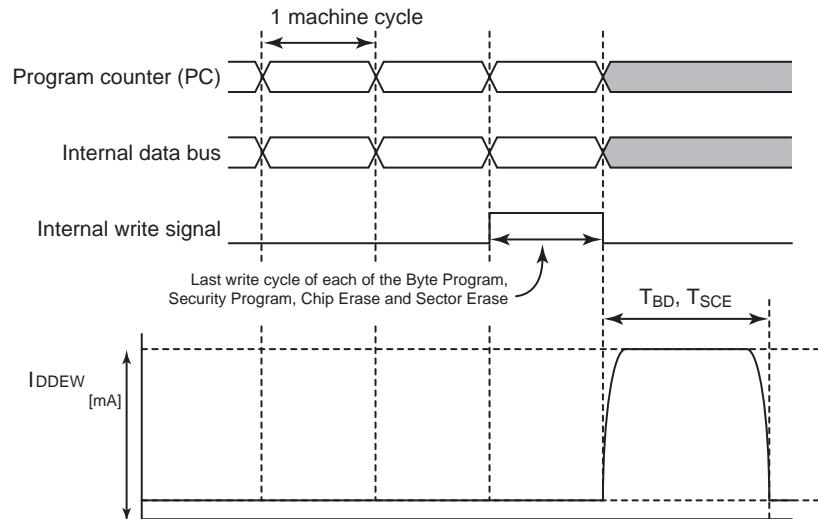 1 machine cycle
Program counter (PC)
Internal data bus
Internal write signal
Last write cycle of each of the Byte Program,
Security Program, Chip Erase and Sector Erase
TBD, TSCE
IDDEW
[mA]